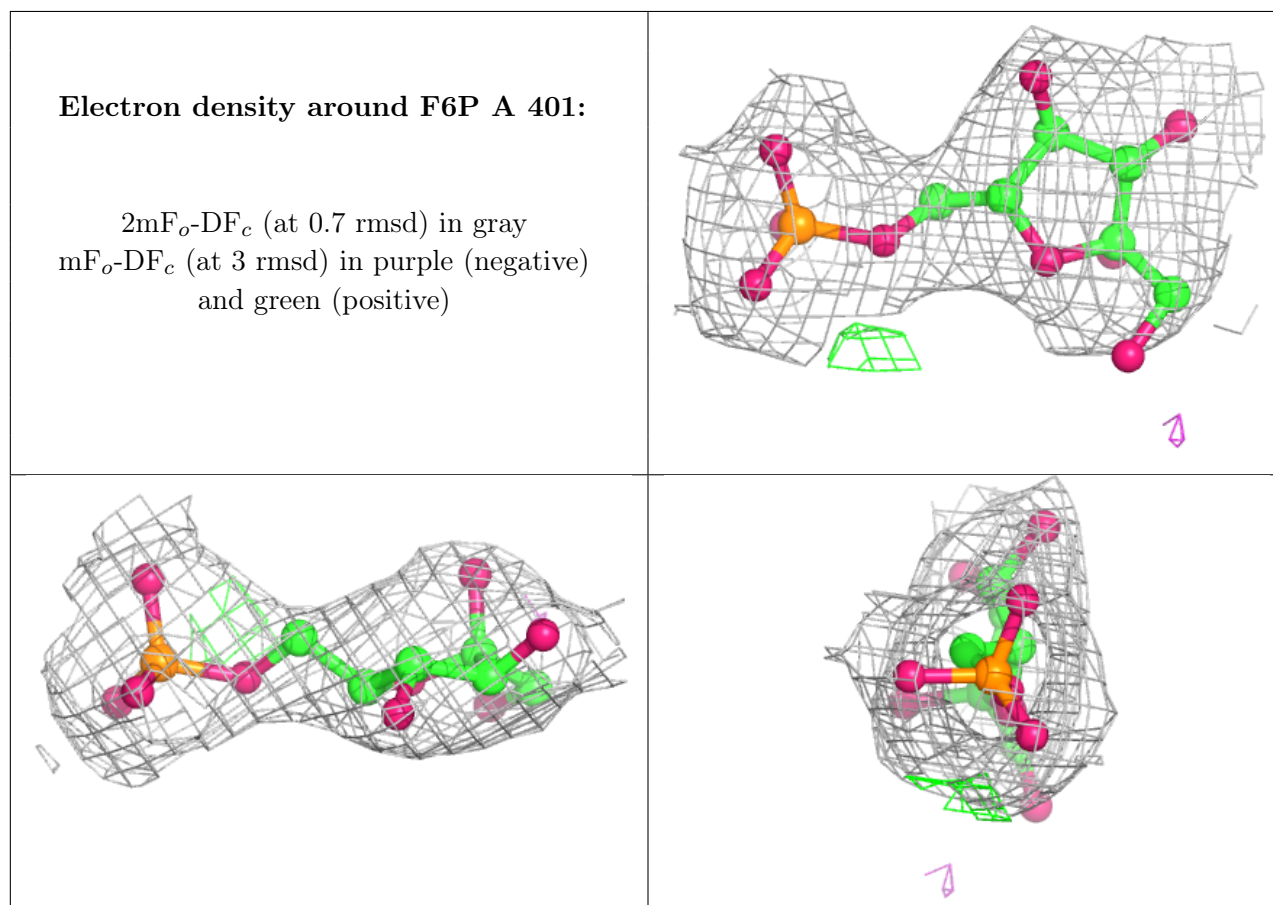 Electron density around F6P A 401:
2mFo-DFc (at 0.7 rmsd) in gray
mFo-DFc (at 3 rmsd) in purple (negative)
and green (positive)